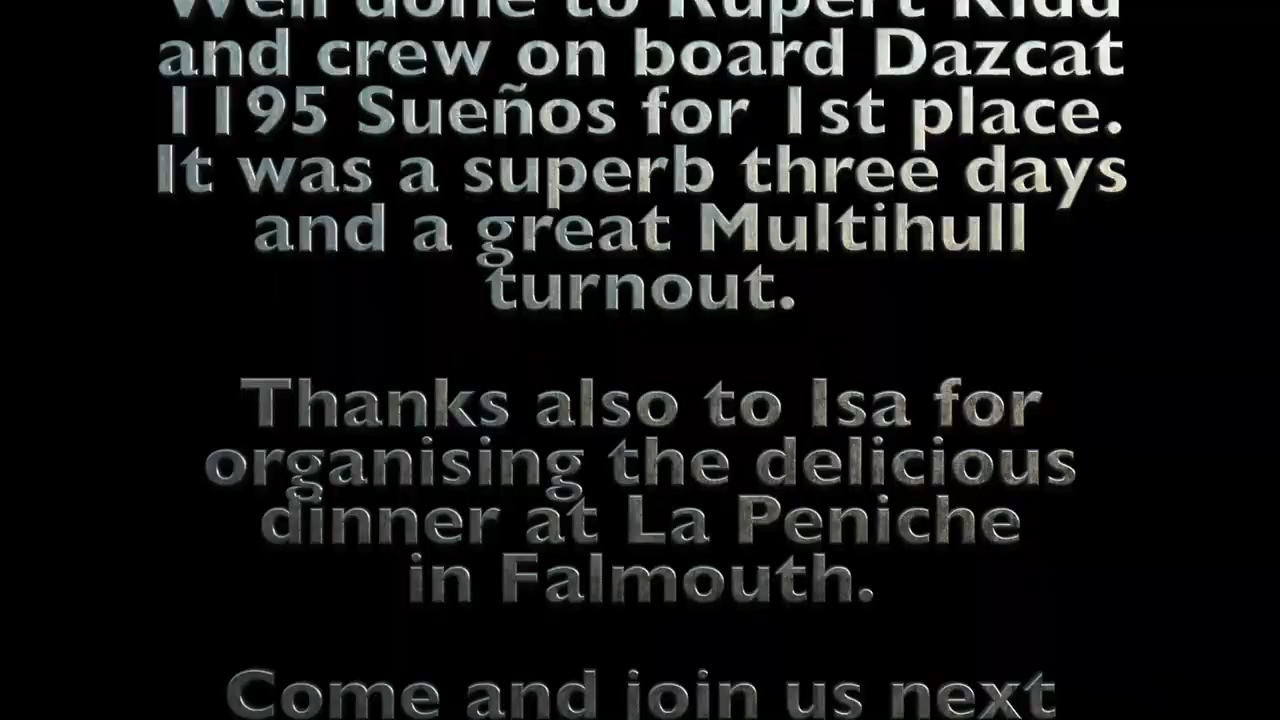 Well done to Rupert Kidd
and crew on board Dazcat
1195 Sueños for 1st place.
It was a superb three days
and a great Multihull
turnout.
Thanks also to Isa for
organising the delicious
dinner at La Peniche
in Falmouth.
Come and join us next